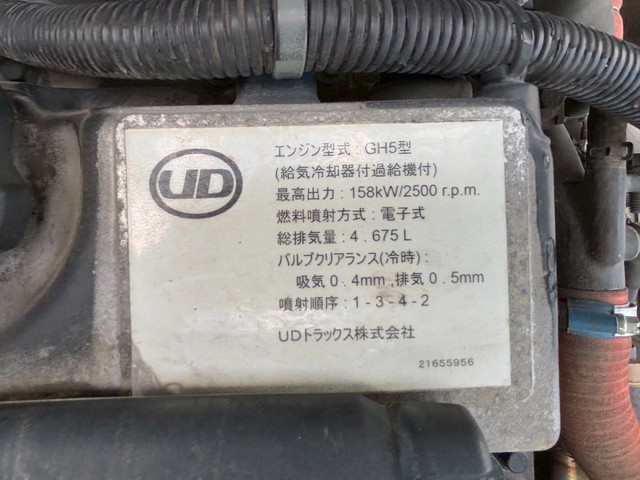 UD
エンジン型式 : GH5型
(給気冷却器付過給機付)
最高出力 : 158kW/2500 r.p.m.
燃料噴射方式 : 電子式
総排気量 : 4 . 675 L
バルブクリアランス(冷時) :
吸気 0 . 4mm ,排気 0 . 5mm
噴射順序 : 1 - 3 - 4 - 2
UDトラックス株式会社
21655956